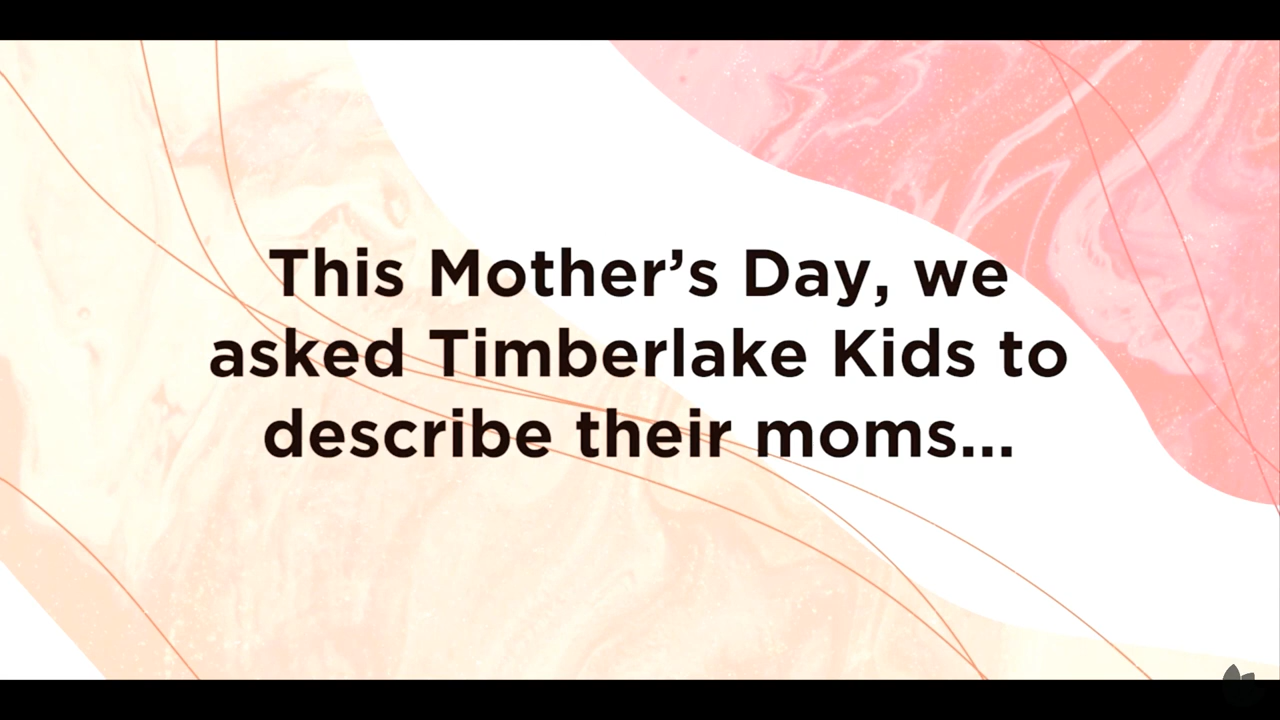 This Mother’s Day, we
asked Timberlake Kids to
describe their moms...